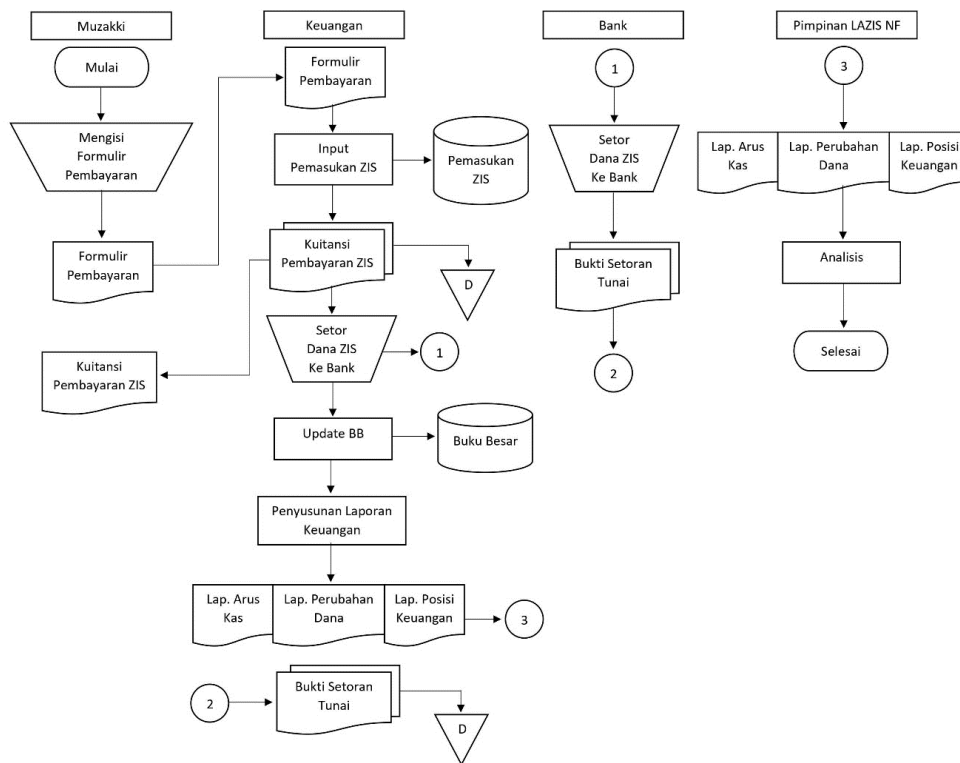 Muzakki
Mulai
Mengisi
Formulir
Pembayaran
Formulir
Pembayaran
Kuitansi
Pembayaran ZIS
Keuangan
Formulir
Pembayaran
Input
Pemasukan ZIS
Pemasukan
ZIS
Kuitansi
Pembayaran ZIS
D
Setor
Dana ZIS
Ke Bank
1
Update BB
Buku Besar
Penyusunan Laporan
Keuangan
Lap. Arus
Kas
Lap. Perubahan
Dana
Lap. Posisi
Keuangan
3
2
Bukti Setoran
Tunai
D
Bank
1
Setor
Dana ZIS
Ke Bank
Bukti Setoran
Tunai
2
Pimpinan LAZIS NF
3
Lap. Arus
Kas
Lap. Perubahan
Dana
Lap. Posisi
Keuangan
Analisis
Selesai